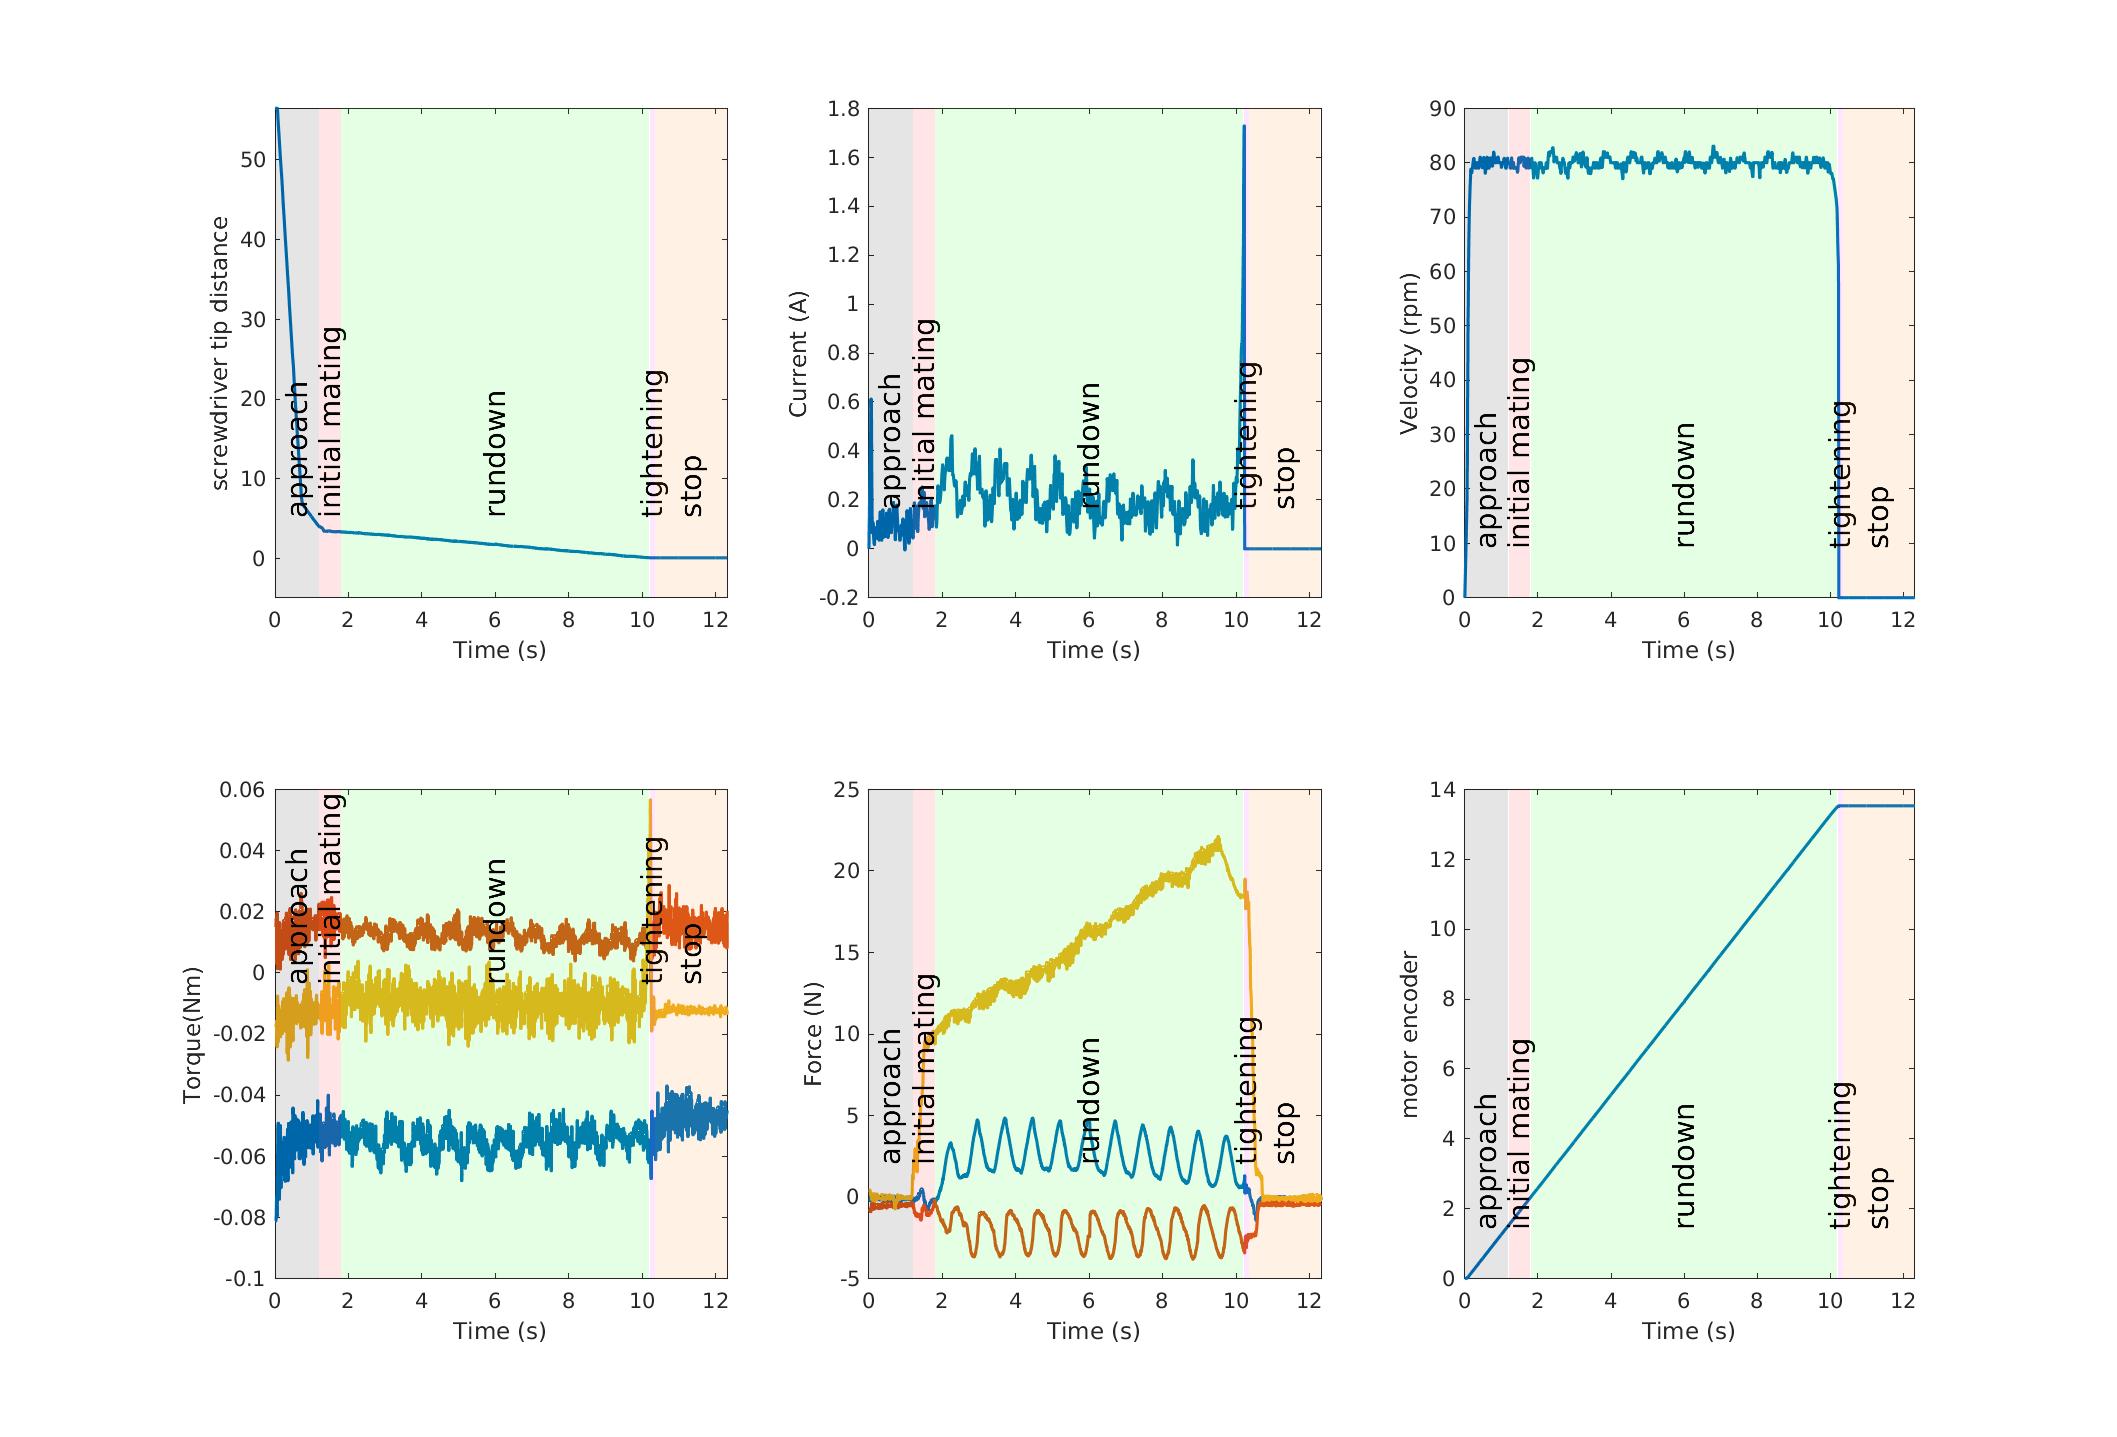 screwdriver tip distance
50
40
30
20
10
0
approach
initial mating
rundown
tightening
stop
0 2 4 6 8 10 12
Time (s)
Current (A)
1.8
1.6
1.4
1.2
1
0.8
0.6
0.4
0.2
0
-0.2
approach
initial mating
rundown
tightening
stop
0 2 4 6 8 10 12
Time (s)
Velocity (rpm)
90
80
70
60
50
40
30
20
10
0
approach
initial mating
rundown
tightening
stop
0 2 4 6 8 10 12
Time (s)
Torque(Nm)
0.06
0.04
0.02
0
-0.02
-0.04
-0.06
-0.08
-0.1
approach
initial mating
rundown
tightening
stop
0 2 4 6 8 10 12
Time (s)
Force (N)
25
20
15
10
5
0
-5
approach
initial mating
rundown
tightening
stop
0 2 4 6 8 10 12
Time (s)
motor encoder
14
12
10
8
6
4
2
0
approach
initial mating
rundown
tightening
stop
0 2 4 6 8 10 12
Time (s)